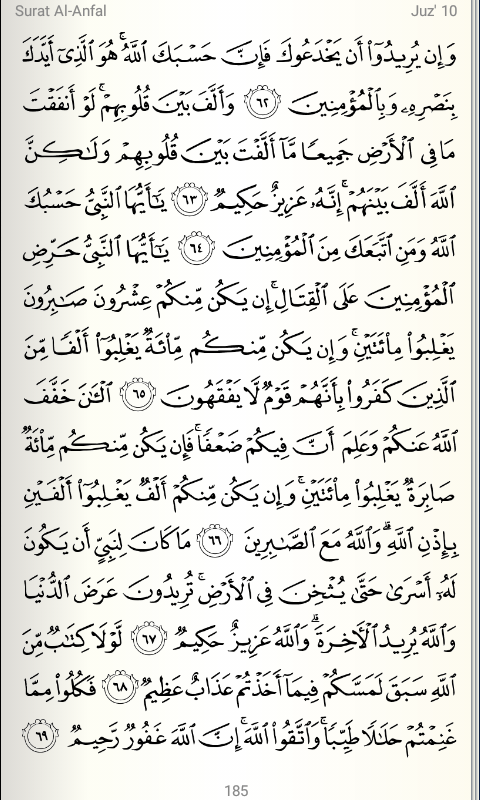 Surat Al-Anfal Juz' 10
وَإِن يُرِيدُوٓا۟ أَن يَخْدَعُوكَ فَإِنَّ حَسْبَكَ ٱللَّهُ ۚ هُوَ ٱلَّذِىٓ أَيَّدَكَ
بِنَصْرِهِۦ وَبِٱلْمُؤْمِنِينَ ٦٢ وَأَلَّفَ بَيْنَ قُلُوبِهِمْ ۚ لَوْ أَنفَقْتَ
مَا فِى ٱلْأَرْضِ جَمِيعًا مَّآ أَلَّفْتَ بَيْنَ قُلُوبِهِمْ وَلَـٰكِنَّ
ٱللَّهَ أَلَّفَ بَيْنَهُمْ ۚ إِنَّهُۥ عَزِيزٌ حَكِيمٌ ٦٣ يَـٰٓأَيُّهَا ٱلنَّبِىُّ حَسْبُكَ
ٱللَّهُ وَمَنِ ٱتَّبَعَكَ مِنَ ٱلْمُؤْمِنِينَ ٦٤ يَـٰٓأَيُّهَا ٱلنَّبِىُّ حَرِّضِ
ٱلْمُؤْمِنِينَ عَلَى ٱلْقِتَالِ ۚ إِن يَكُن مِّنكُمْ عِشْرُونَ صَـٰبِرُونَ
يَغْلِبُوا۟ مِا۟ئَتَيْنِ ۚ وَإِن يَكُن مِّنكُم مِّا۟ئَةٌ يَغْلِبُوٓا۟ أَلْفًا مِّنَ
ٱلَّذِينَ كَفَرُوا۟ بِأَنَّهُمْ قَوْمٌ لَّا يَفْقَهُونَ ٦٥ ٱلْـَٔـٰنَ خَفَّفَ
ٱللَّهُ عَنكُمْ وَعَلِمَ أَنَّ فِيكُمْ ضَعْفًا ۚ فَإِن يَكُن مِّنكُم مِّا۟ئَةٌ
صَابِرَةٌ يَغْلِبُوا۟ مِا۟ئَتَيْنِ ۚ وَإِن يَكُن مِّنكُمْ أَلْفٌ يَغْلِبُوٓا۟ أَلْفَيْنِ
بِإِذْنِ ٱللَّهِ ۗ وَٱللَّهُ مَعَ ٱلصَّـٰبِرِينَ ٦٦ مَا كَانَ لِنَبِىٍّ أَن يَكُونَ
لَهُۥٓ أَسْرَىٰ حَتَّىٰ يُثْخِنَ فِى ٱلْأَرْضِ ۚ تُرِيدُونَ عَرَضَ ٱلدُّنْيَا
وَٱللَّهُ يُرِيدُ ٱلْـَٔاخِرَةَ ۗ وَٱللَّهُ عَزِيزٌ حَكِيمٌ ٦٧ لَّوْلَا كِتَـٰبٌ مِّنَ
ٱللَّهِ سَبَقَ لَمَسَّكُمْ فِيمَآ أَخَذْتُمْ عَذَابٌ عَظِيمٌ ٦٨ فَكُلُوا۟ مِمَّا
غَنِمْتُمْ حَلَـٰلًا طَيِّبًا ۚ وَٱتَّقُوا۟ ٱللَّهَ ۚ إِنَّ ٱللَّهَ غَفُورٌ رَّحِيمٌ ٦٩
185